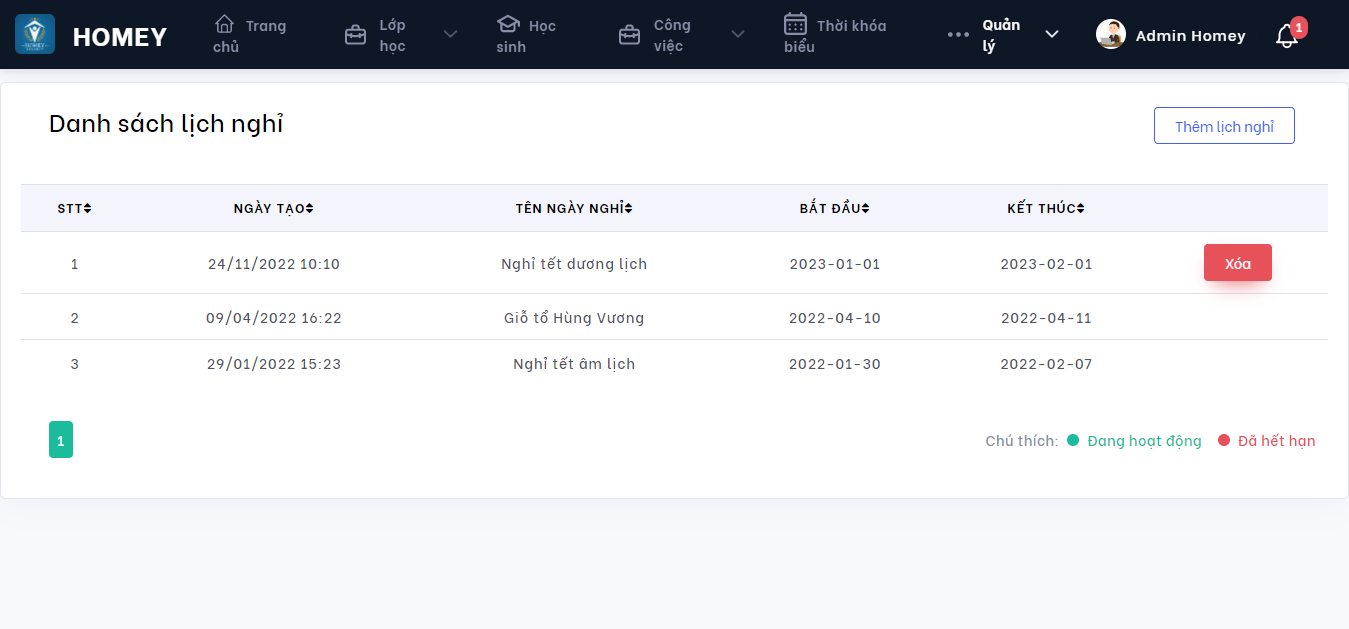 HOMEY
Trang chủ
Lớp học
Học sinh
Công việc
Thời khóa biểu
Quản lý
Admin Homey
1
Danh sách lịch nghỉ
Thêm lịch nghỉ
STT NGÀY TẠO TÊN NGÀY NGHỈ BẮT ĐẦU KẾT THÚC
1 24/11/2022 10:10 Nghỉ tết dương lịch 2023-01-01 2023-02-01 Xóa
2 09/04/2022 16:22 Giỗ tổ Hùng Vương 2022-04-10 2022-04-11
3 29/01/2022 15:23 Nghỉ tết âm lịch 2022-01-30 2022-02-07
1
Chú thích: Đang hoạt động Đã hết hạn